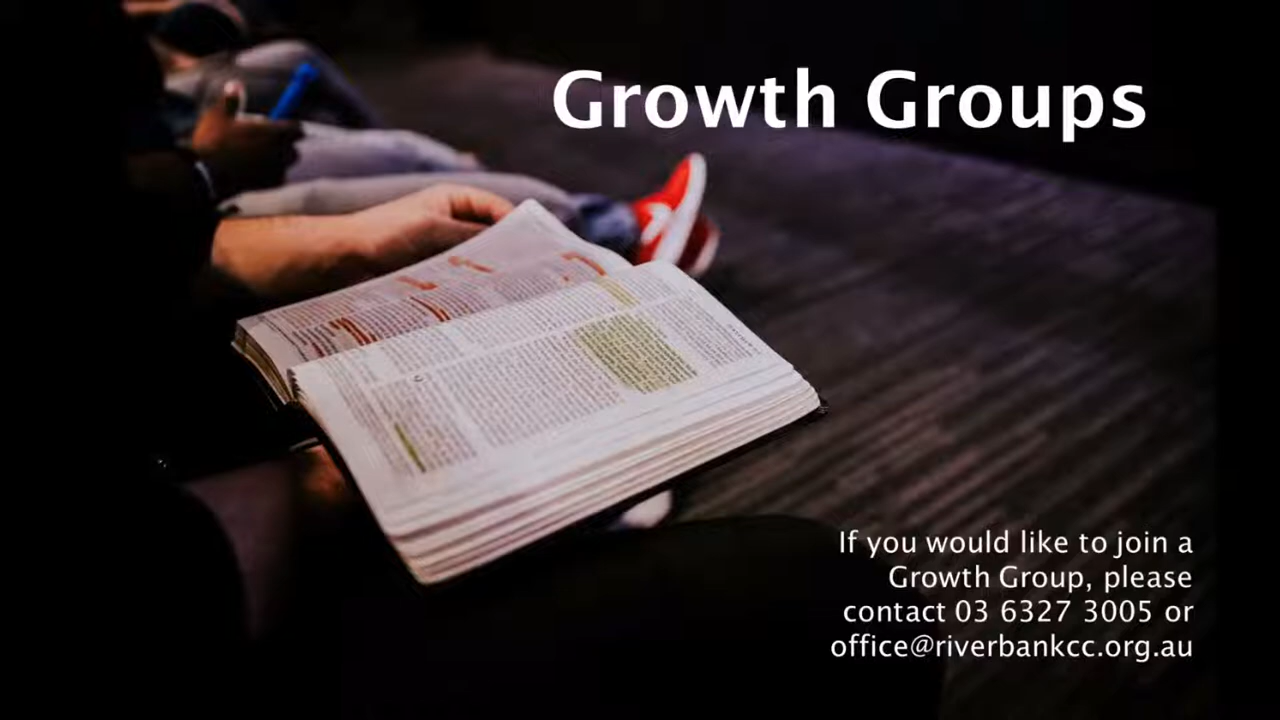 Growth Groups
If you would like to join a
Growth Group, please
contact 03 6327 3005 or
office@riverbankcc.org.au